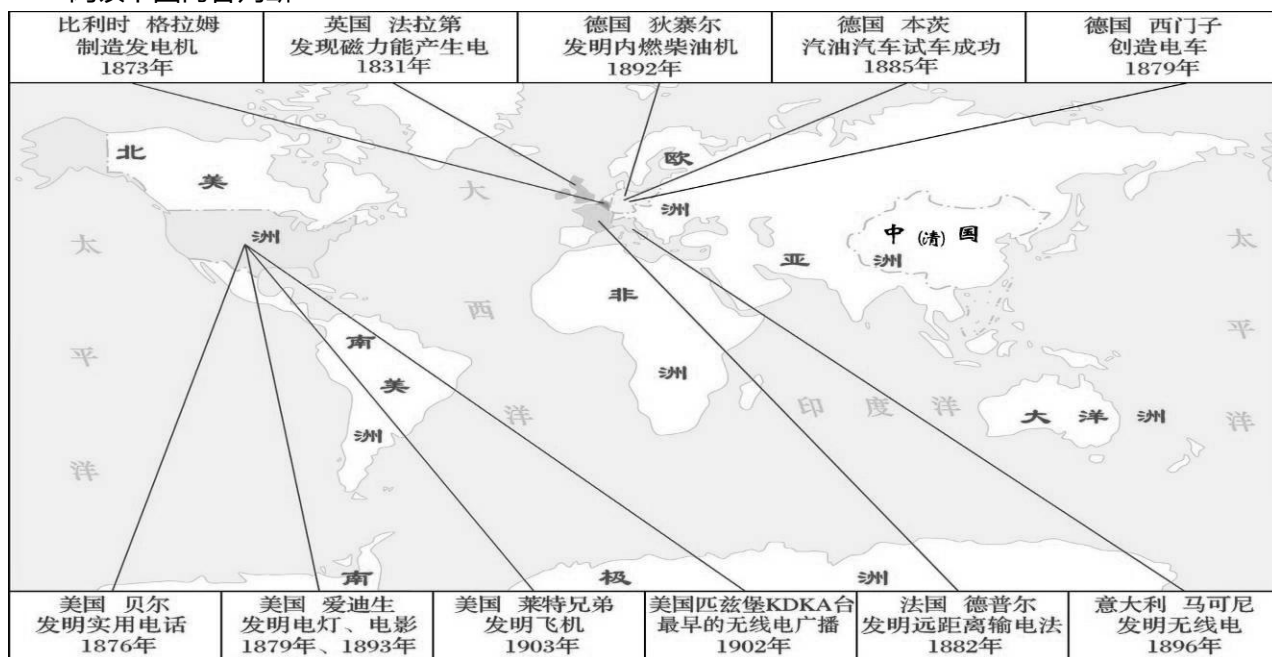 比利时 格拉姆
制造发电机
1873年
英国 法拉第
发现磁力能产生电
1831年
德国 狄塞尔
发明内燃柴油机
1892年
德国 本茨
汽油汽车试车成功
1885年
德国 西门子
创造电车
1879年
北
美
洲
大
西
洋
欧
洲
中(清)国
亚
洲
太
平
洋
太
平
洋
非
洲
南
美
洲
印度洋
大洋洲
南极洲
美国 贝尔
发明实用电话
1876年
美国 爱迪生
发明电灯、电影
1879年、1893年
美国 莱特兄弟
发明飞机
1903年
美国匹兹堡KDKA台
最早的无线电广播
1902年
法国 德普尔
发明远距离输电法
1882年
意大利 马可尼
发明无线电
1896年